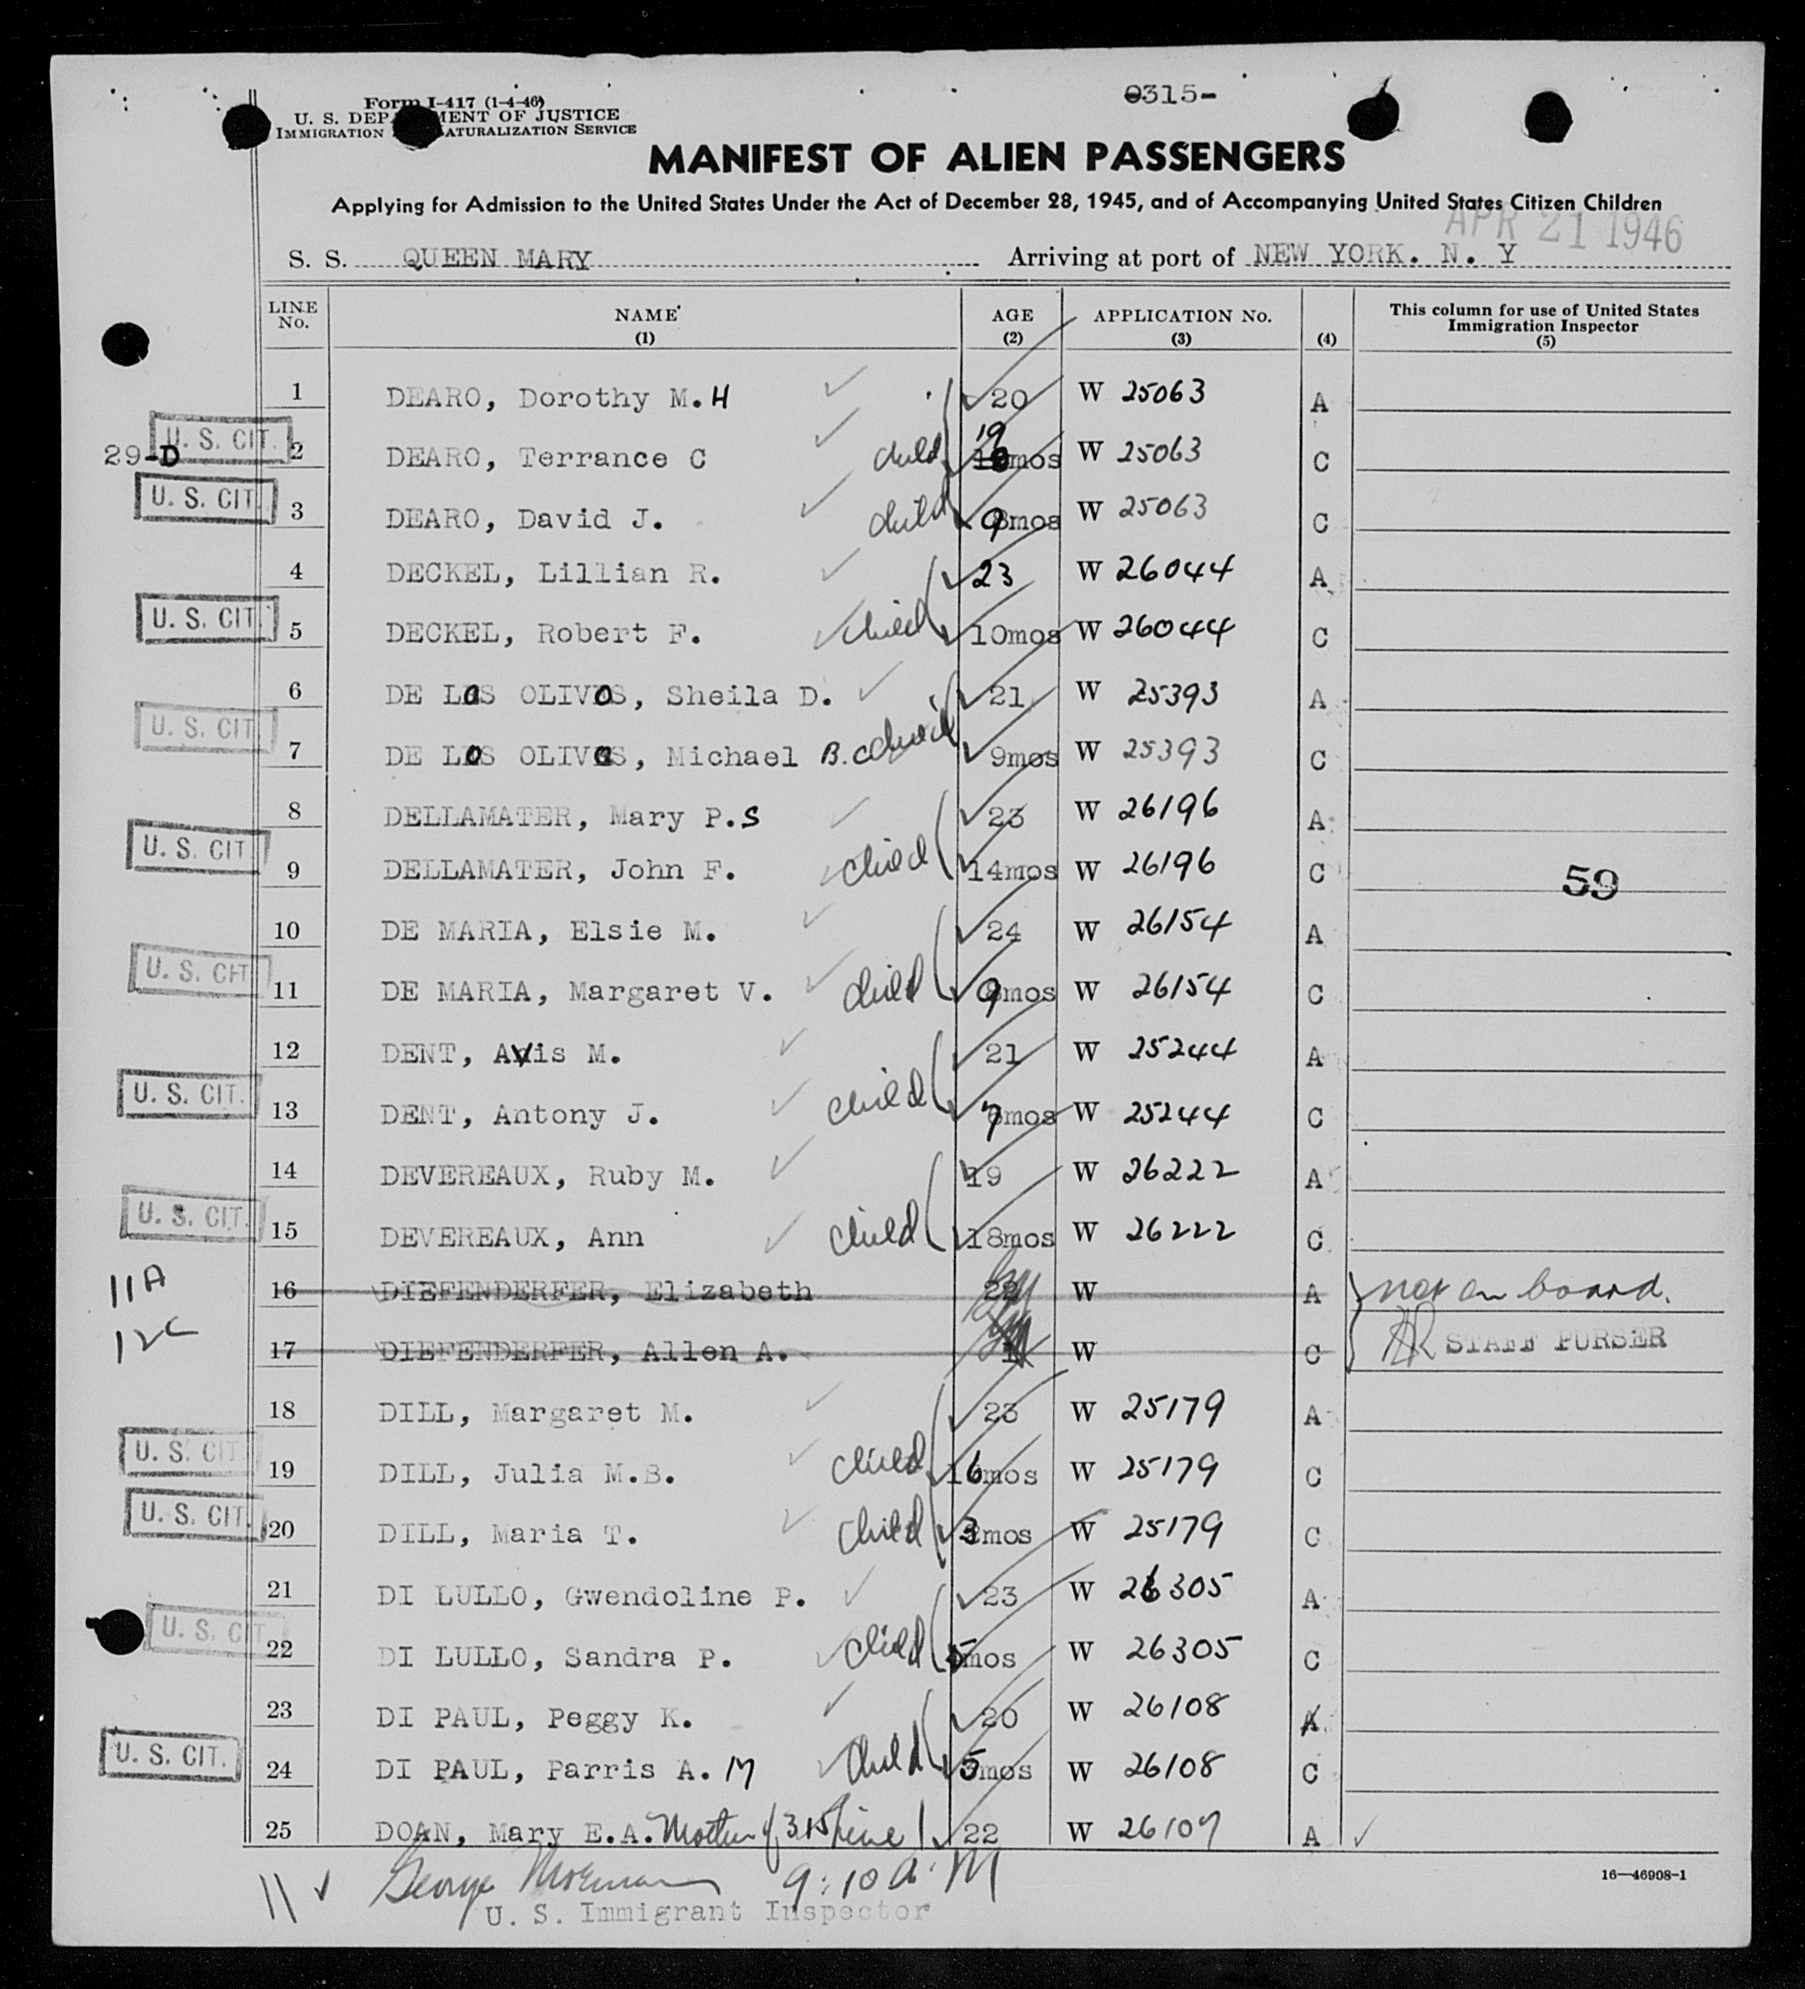 0315-
Form I-417 (1-4-46)
U. S. DEPARTMENT OF JUSTICE
IMMIGRATION NATURALIZATION SERVICE
MANIFEST OF ALIEN PASSENGERS
Applying for Admission to the United States Under the Act of December 28, 1945, and of Accompanying United States Citizen Children
APR 21 1946
S. S. QUEEN MARY Arriving at port of NEW YORK. N. Y
LINE No. NAME (1) AGE (2) APPLICATION No. (3) (4) This column for use of United States Immigration Inspector (5)
1 DEARO, Dorothy M. H 20 W 25063 A
29-D U. S. CIT. 2 DEARO, Terrance C child 19 mos W 25063 C
U. S. CIT. 3 DEARO, David J. child 9mos W 25063 C
4 DECKEL, Lillian R. 23 W 26044 A
U. S. CIT. 5 DECKEL, Robert F. child 10mos W 26044 C
6 DE LOS OLIVOS, Sheila D. 21 W 25393 A
U. S. CIT. 7 DE LOS OLIVOS, Michael B.C child 9mos W 25393 C
8 DELLAMATER, Mary P.S 23 W 26196 A
U. S. CIT. 9 DELLAMATER, John F. child 14mos W 26196 C 59
10 DE MARIA, Elsie M. 24 W 26154 A
U. S. CIT. 11 DE MARIA, Margaret V. child 9mos W 26154 C
12 DENT, Avis M. 21 W 25244 A
U. S. CIT. 13 DENT, Antony J. child 7mos W 25244 C
14 DEVEREAUX, Ruby M. 19 W 26222 A
U. S. CIT. 15 DEVEREAUX, Ann child 18mos W 26222 C
11A 16 DIEFENDERFER, Elizabeth 22 W A not on board.
12C 17 DIEFENDERFER, Allen A. W C STAFF PURSER
18 DILL, Margaret M. 23 W 25179 A
U. S. CIT. 19 DILL, Julia M.B. child 16mos W 25179 C
U. S. CIT. 20 DILL, Maria T. child 3mos W 25179 C
21 DI LULLO, Gwendoline P. 23 W 26305 A
U. S. CIT. 22 DI LULLO, Sandra P. child 5mos W 26305 C
23 DI PAUL, Peggy K. 20 W 26108 A
U. S. CIT. 24 DI PAUL, Parris A. M child 5mos W 26108 C
25 DOAN, Mary E.A. Mother of 315 line 1 22 W 26107 A
11 George 9:10 A.M
U. S. Immigrant Inspector
16—46908-1